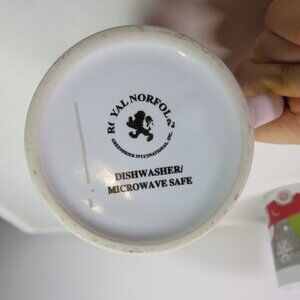 ROYAL NORFOLK
GREENBRIER INTERNATIONAL, INC.
DISHWASHER/
MICROWAVE SAFE